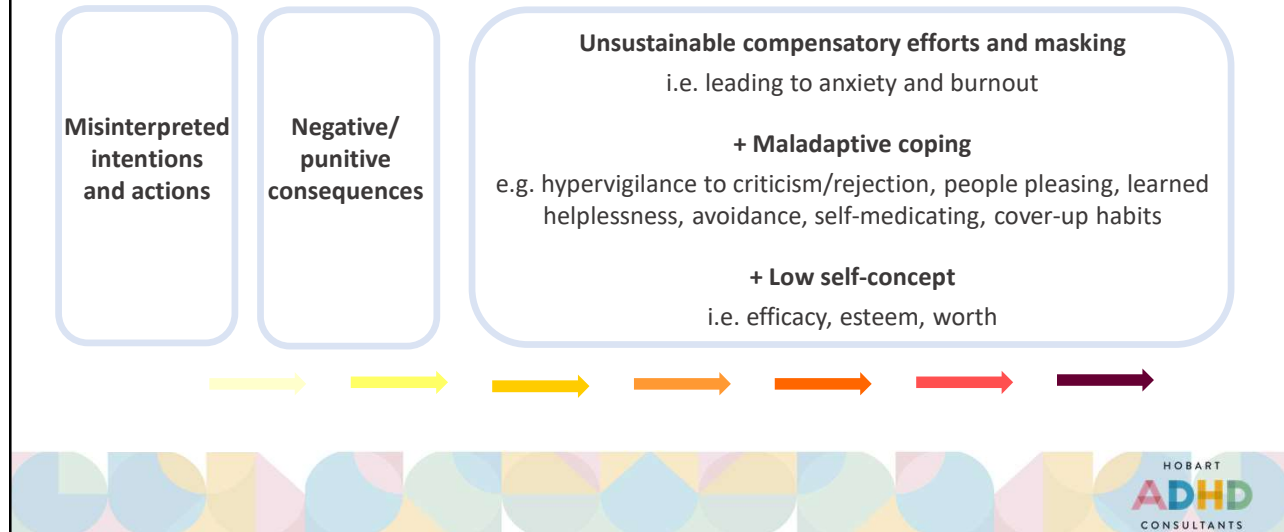 Misinterpreted
intentions
and actions
Negative/
punitive
consequences
Unsustainable compensatory efforts and masking
i.e. leading to anxiety and burnout
+ Maladaptive coping
e.g. hypervigilance to criticism/rejection, people pleasing, learned
helplessness, avoidance, self-medicating, cover-up habits
+ Low self-concept
i.e. efficacy, esteem, worth
HOBART
ADHD
CONSULTANTS